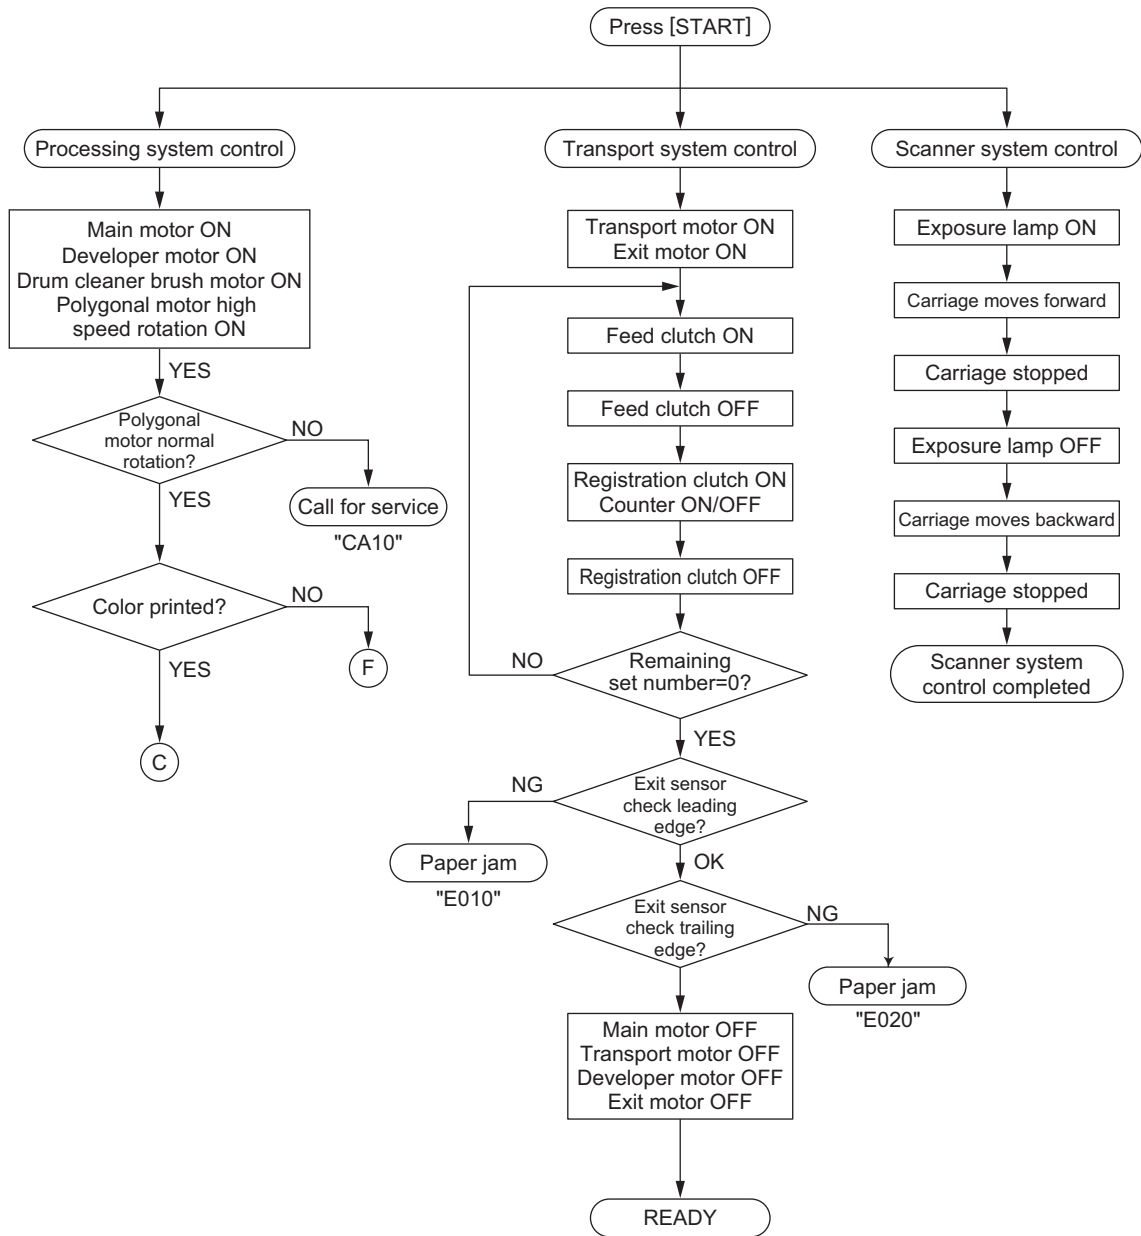 Press [START]
Processing system control
Main motor ON
Developer motor ON
Drum cleaner brush motor ON
Polygonal motor high
speed rotation ON
YES
Polygonal
motor normal
rotation?
NO
Call for service
"CA10"
YES
Color printed?
NO
F
YES
C
Transport system control
Transport motor ON
Exit motor ON
Feed clutch ON
Feed clutch OFF
Registration clutch ON
Counter ON/OFF
Registration clutch OFF
Remaining
set number=0?
NO
YES
Exit sensor
check leading
edge?
NG
Paper jam
"E010"
OK
Exit sensor
check trailing
edge?
NG
Paper jam
"E020"
Main motor OFF
Transport motor OFF
Developer motor OFF
Exit motor OFF
READY
Scanner system control
Exposure lamp ON
Carriage moves forward
Carriage stopped
Exposure lamp OFF
Carriage moves backward
Carriage stopped
Scanner system
control completed